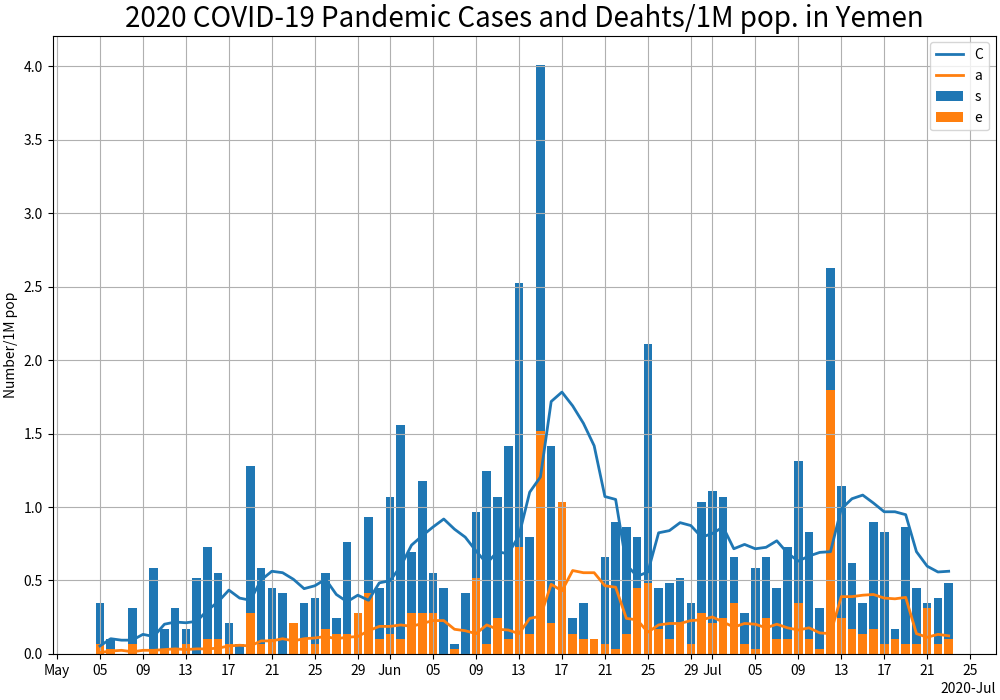 2020 COVID-19 Pandemic Cases and Deahts/1M pop. in Yemen
Number/1M pop
4.0
3.5
3.0
2.5
2.0
1.5
1.0
0.5
0.0
C
a
s
e
May 05 09 13 17 21 25 29 Jun 05 09 13 17 21 25 29 Jul 05 09 13 17 21 25
2020-Jul